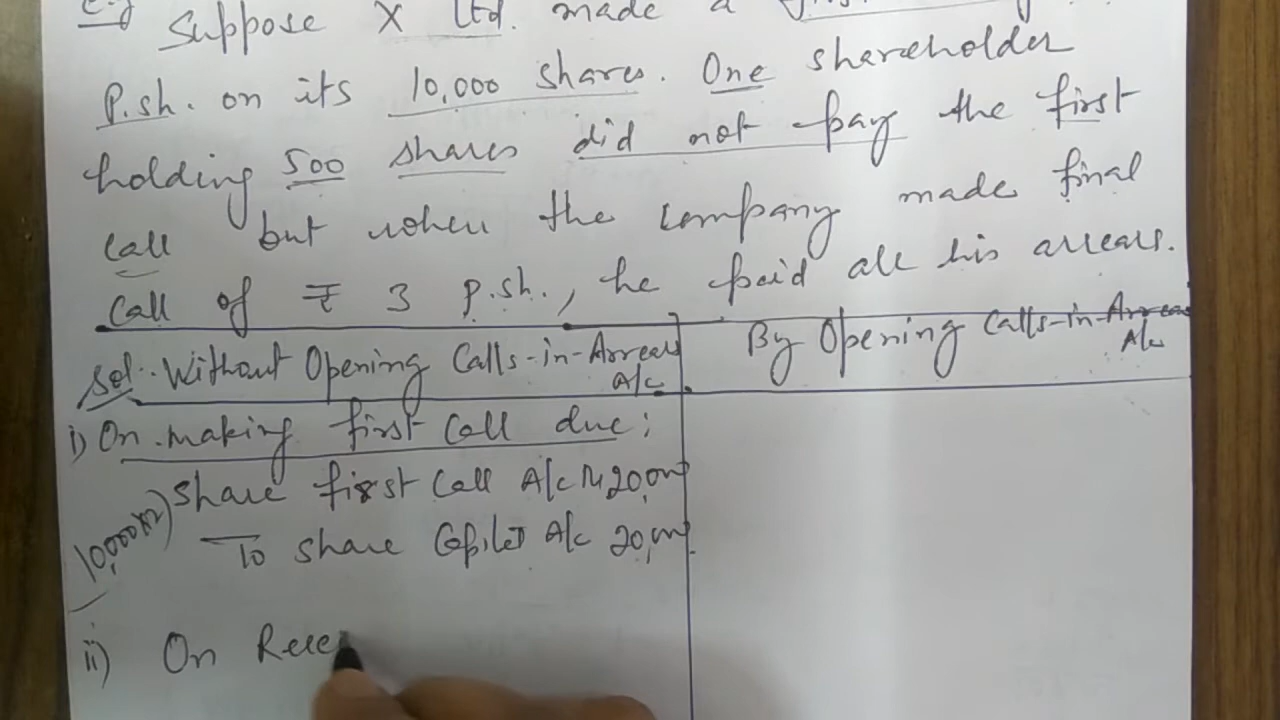 e.g Suppose X Ltd. made a first
P.sh. on its 10,000 shares. One shareholder
holding 500 shares did not pay the first
call but when the company made final
call of ₹ 3 P.sh., he paid all his arrears.
Sol:. Without Opening Calls-in-Arrears A/c
By Opening Calls-in-Arrears A/c
i) On making first call due:
Share first Call A/c Dr 20,000
10,000x2)
To Share Capital A/c 20,000
ii) On Rece